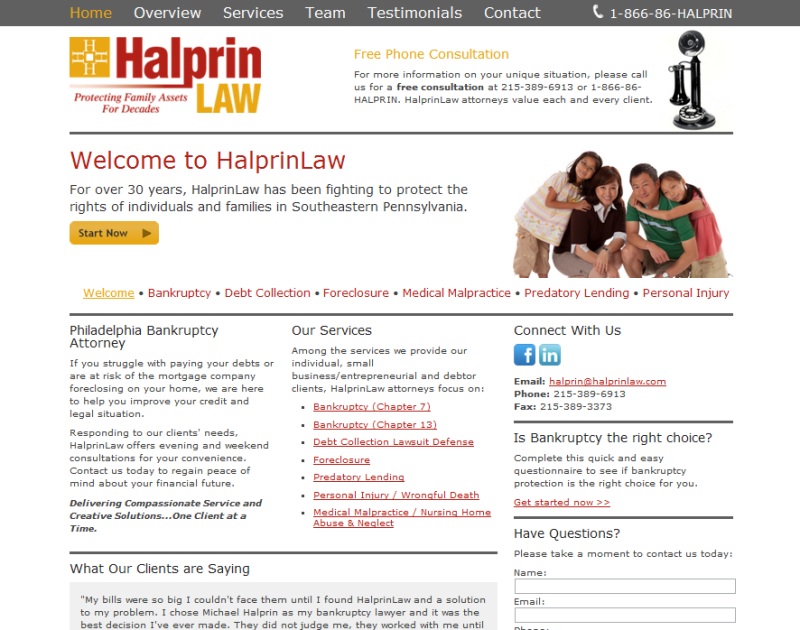 Home Overview Services Team Testimonials Contact 1-866-86-HALPRIN
Halprin
LAW
Protecting Family Assets
For Decades
Free Phone Consultation
For more information on your unique situation, please call
us for a free consultation at 215-389-6913 or 1-866-86-
HALPRIN. HalprinLaw attorneys value each and every client.
Welcome to HalprinLaw
For over 30 years, HalprinLaw has been fighting to protect the
rights of individuals and families in Southeastern Pennsylvania.
Start Now
Welcome • Bankruptcy • Debt Collection • Foreclosure • Medical Malpractice • Predatory Lending • Personal Injury
Philadelphia Bankruptcy
Attorney
If you struggle with paying your debts or
are at risk of the mortgage company
foreclosing on your home, we are here
to help you improve your credit and
legal situation.
Responding to our clients' needs,
HalprinLaw offers evening and weekend
consultations for your convenience.
Contact us today to regain peace of
mind about your financial future.
Delivering Compassionate Service and
Creative Solutions...One Client at a
Time.
Our Services
Among the services we provide our
individual, small
business/entrepreneurial and debtor
clients, HalprinLaw attorneys focus on:
Bankruptcy (Chapter 7)
Bankruptcy (Chapter 13)
Debt Collection Lawsuit Defense
Foreclosure
Predatory Lending
Personal Injury / Wrongful Death
Medical Malpractice / Nursing Home
Abuse & Neglect
Connect With Us
f in
Email: halprin@halprinlaw.com
Phone: 215-389-6913
Fax: 215-389-3373
Is Bankruptcy the right choice?
Complete this quick and easy
questionnaire to see if bankruptcy
protection is the right choice for you.
Get started now >>
Have Questions?
Please take a moment to contact us today:
Name:
Email:
Phone:
What Our Clients are Saying
"My bills were so big I couldn't face them until I found HalprinLaw and a solution
to my problem. I chose Michael Halprin as my bankruptcy lawyer and it was the
best decision I've ever made. They did not judge me, they worked with me until